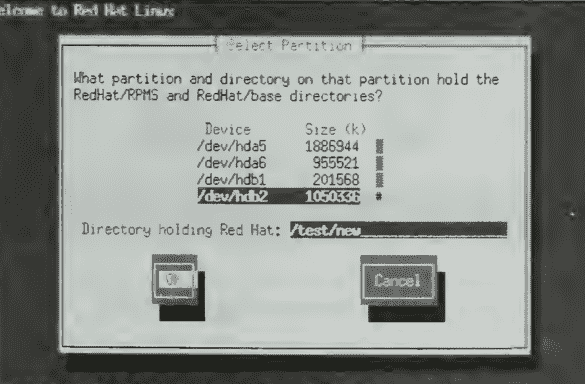 elcome to Red Hat Linux
Select Partition
What partition and directory on that partition hold the
RedHat/RPMS and RedHat/base directories?
Device Size (k)
/dev/hda5 1886944
/dev/hda6 955521
/dev/hdb1 201568
/dev/hdb2 1050336 #
Directory holding Red Hat: /test/new
Cancel